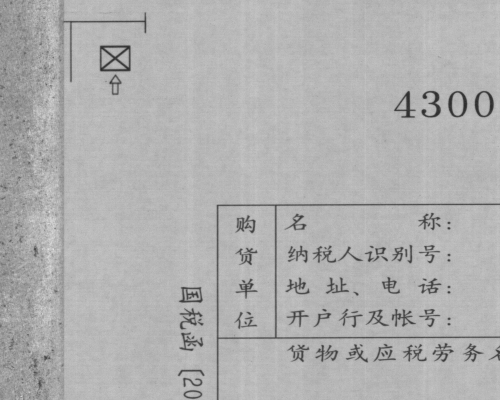 4300
购货单位
名 称：
纳税人识别号：
地 址、电 话：
开户行及帐号：
货物或应税劳务名
国税函〔20